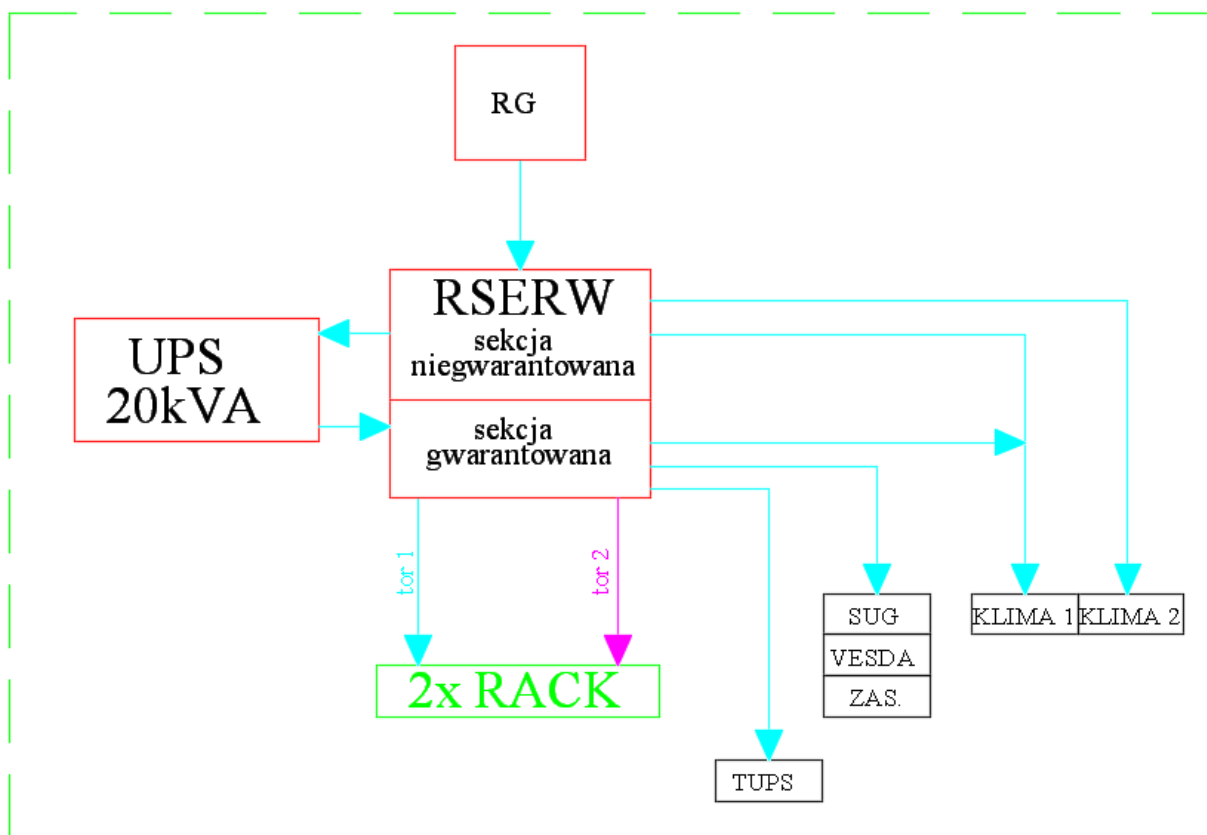 RG
RSERW
sekcja
niegwarantowana
UPS
20kVA
sekcja
gwarantowana
tor 1
tor 2
2x RACK
SUG
VESDA
ZAS.
KLIMA 1
KLIMA 2
TUPS